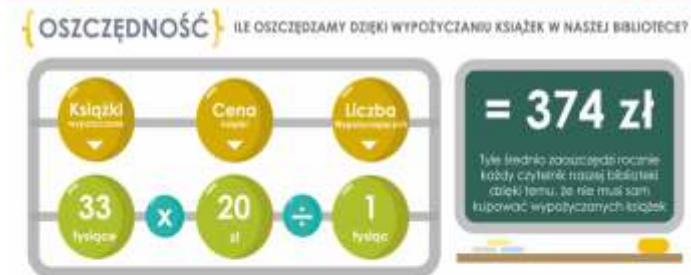 {OSZCZĘDNOŚĆ} ILE OSZCZĘDZAMY DZIĘKI WYPOŻYCZANIU KSIĄŻEK W NASZEJ BIBLIOTECE?
Książki Cena Liczba
wypożyczone książki Wypożyczających
33 x 20 ÷ 1
tysiące zł tysiąc
= 374 zł
Tyle średnio zaoszczędzi rocznie
każdy czytelnik naszej biblioteki
dzięki temu, że nie musi sam
kupować wypożyczanych książek